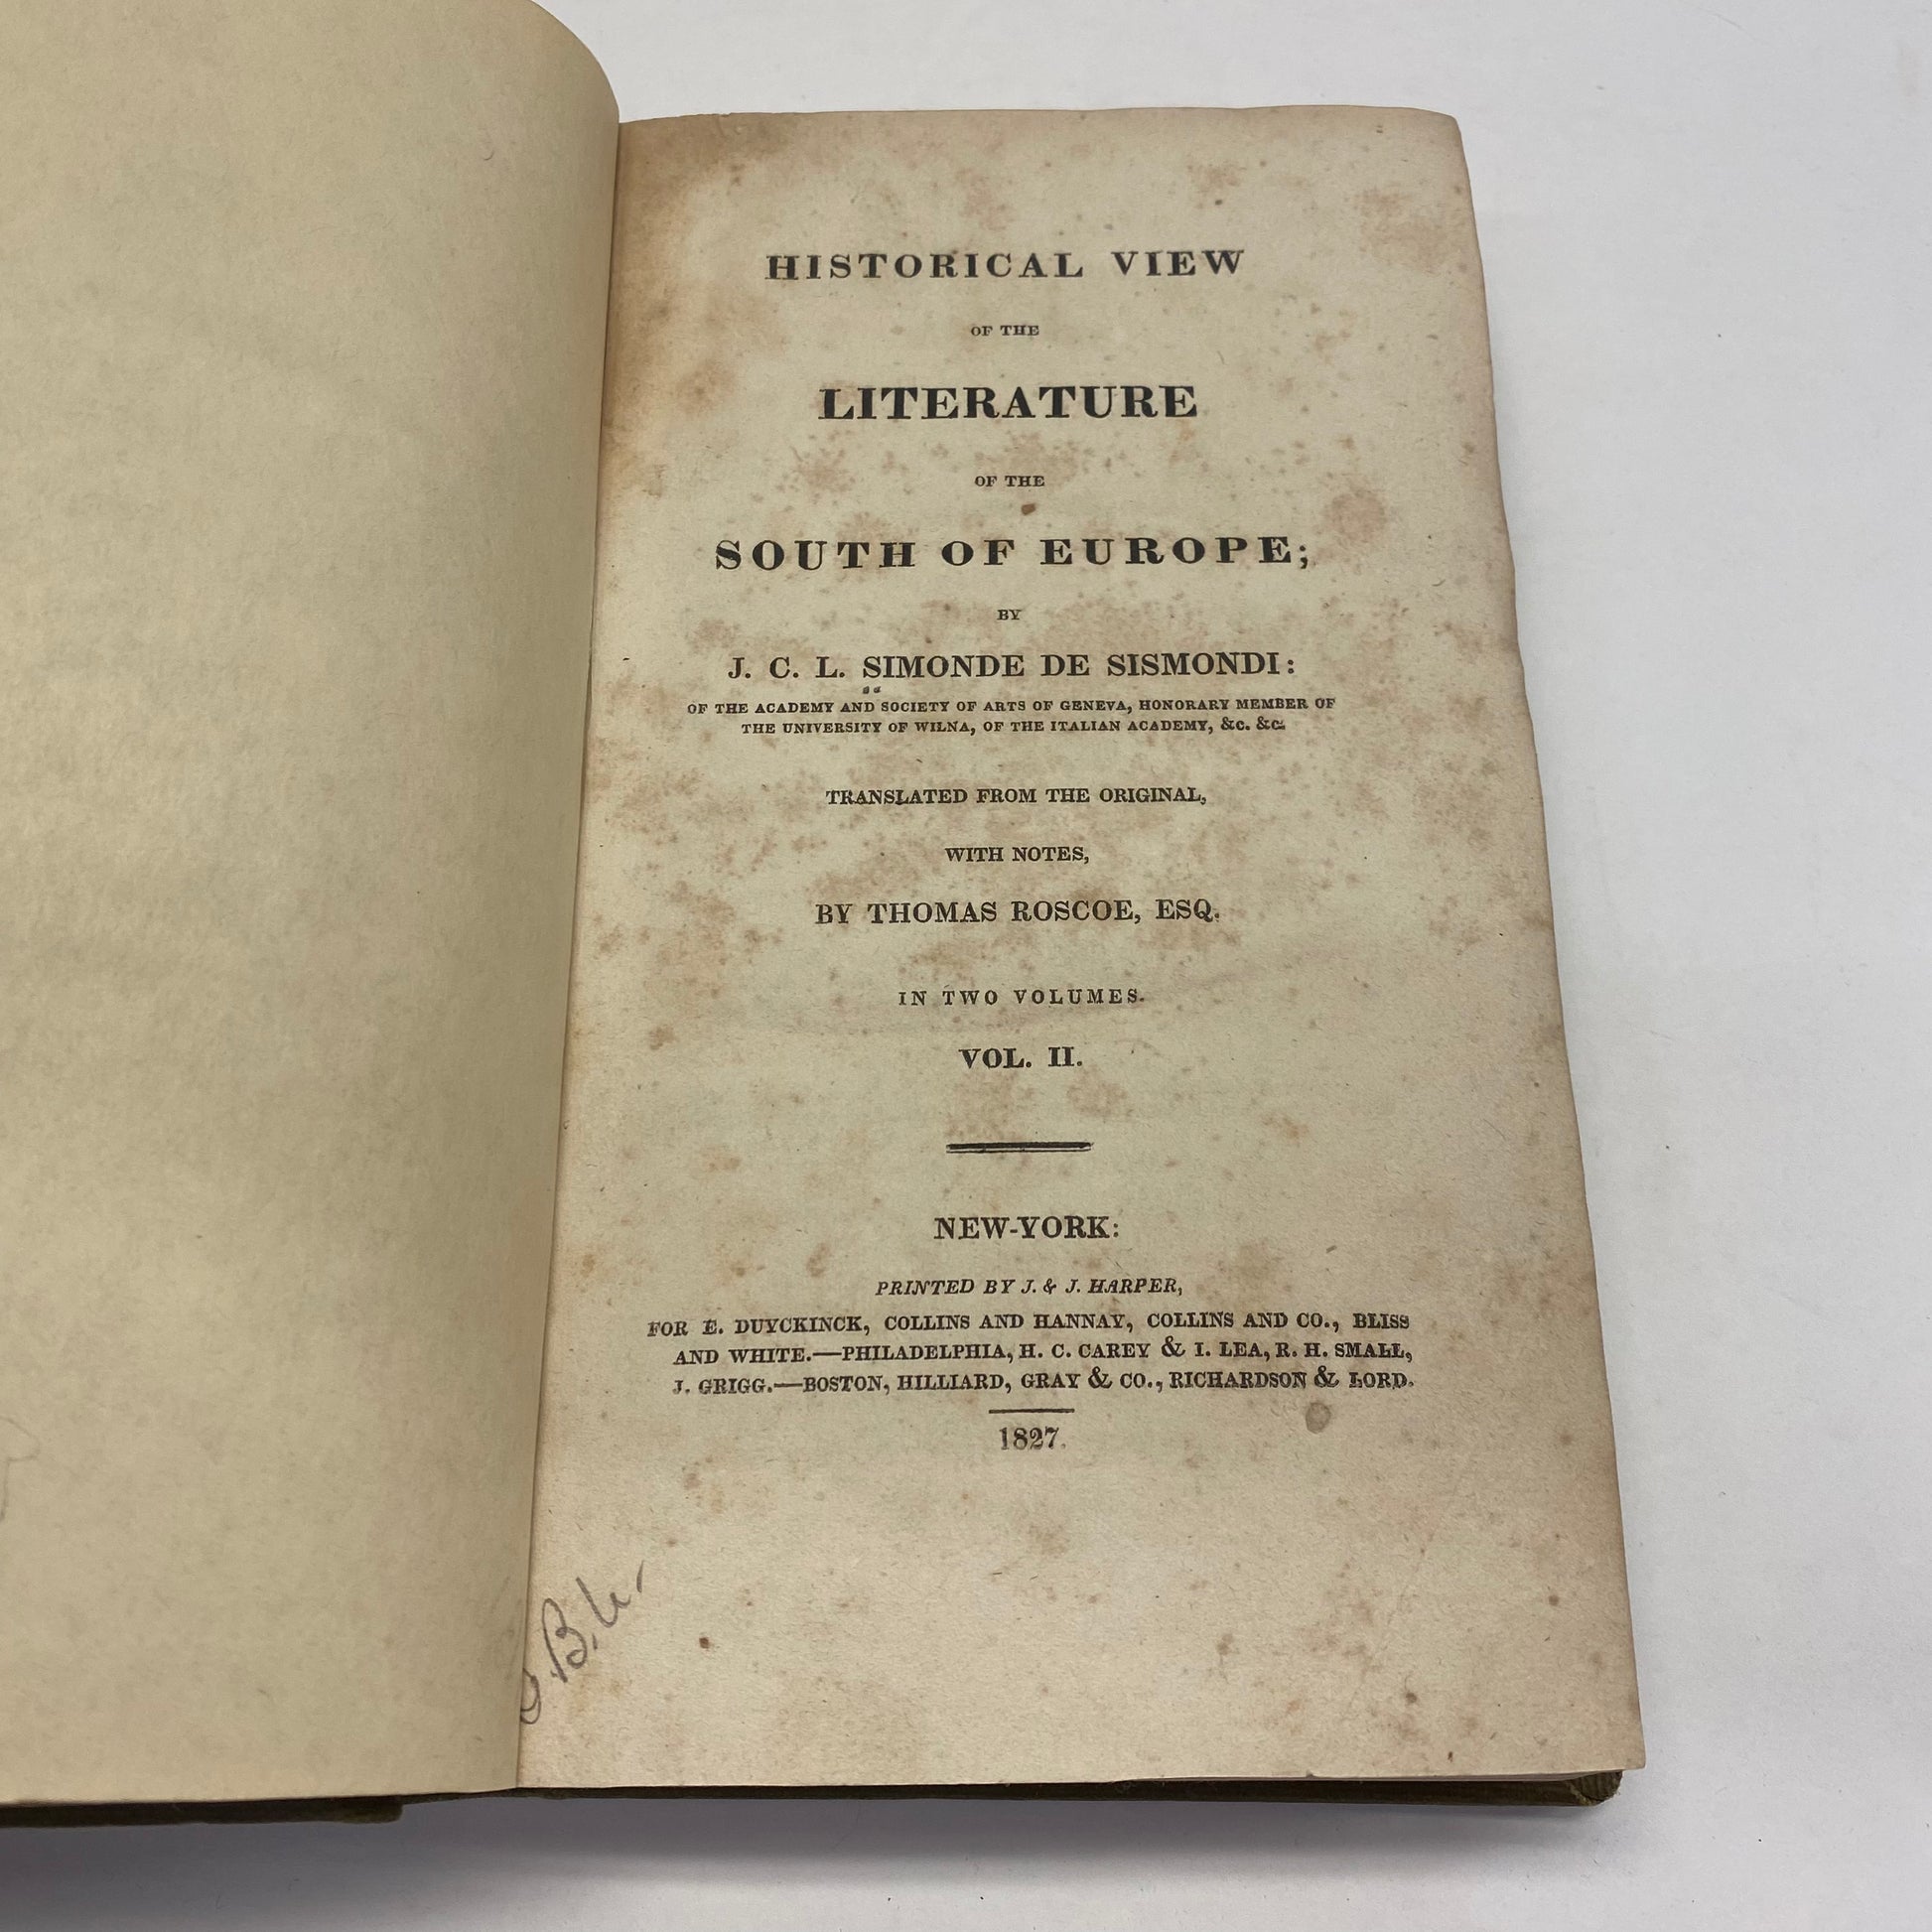 HISTORICAL VIEW
OF THE
LITERATURE
OF THE
SOUTH OF EUROPE;
BY
J. C. L. SIMONDE DE SISMONDI:
OF THE ACADEMY AND SOCIETY OF ARTS OF GENEVA, HONORARY MEMBER OF
THE UNIVERSITY OF WILNA, OF THE ITALIAN ACADEMY, &c. &c.
TRANSLATED FROM THE ORIGINAL,
WITH NOTES,
BY THOMAS ROSCOE, ESQ.
IN TWO VOLUMES.
VOL. II.
NEW-YORK:
PRINTED BY J. & J. HARPER,
FOR E. DUYCKINCK, COLLINS AND HANNAY, COLLINS AND CO., BLISS
AND WHITE.—PHILADELPHIA, H. C. CAREY & I. LEA, R. H. SMALL,
J. GRIGG.—BOSTON, HILLIARD, GRAY & CO., RICHARDSON & LORD.
1827.